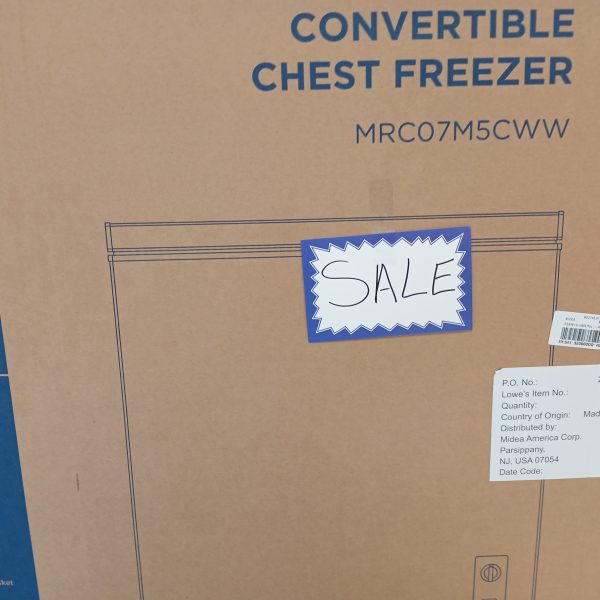 CONVERTIBLE
CHEST FREEZER
MRC07M5CWW
SALE
P.O. No.:
Lowe's Item No.:
Quantity:
Country of Origin: Mad
Distributed by:
Midea America Corp.
Parsippany,
NJ, USA 07054
Date Code: